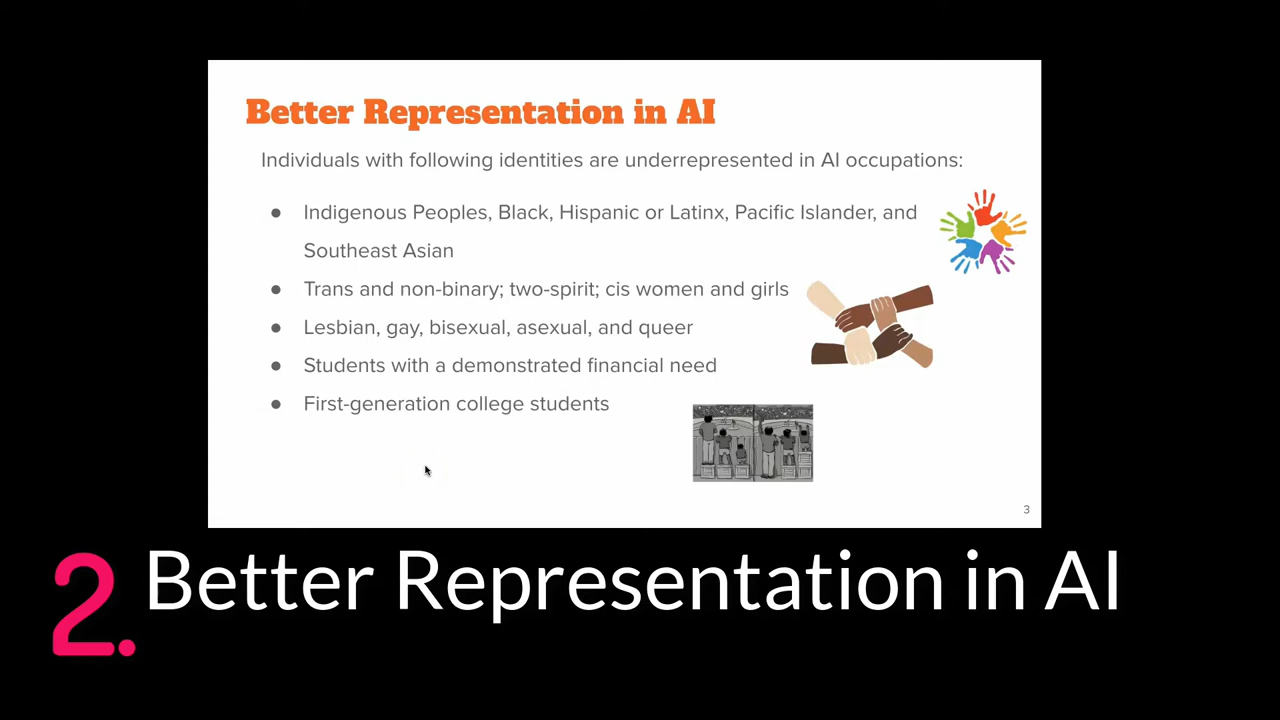 Better Representation in AI
Individuals with following identities are underrepresented in AI occupations:
● Indigenous Peoples, Black, Hispanic or Latinx, Pacific Islander, and
Southeast Asian
● Trans and non-binary; two-spirit; cis women and girls
● Lesbian, gay, bisexual, asexual, and queer
● Students with a demonstrated financial need
● First-generation college students
3
2. Better Representation in AI